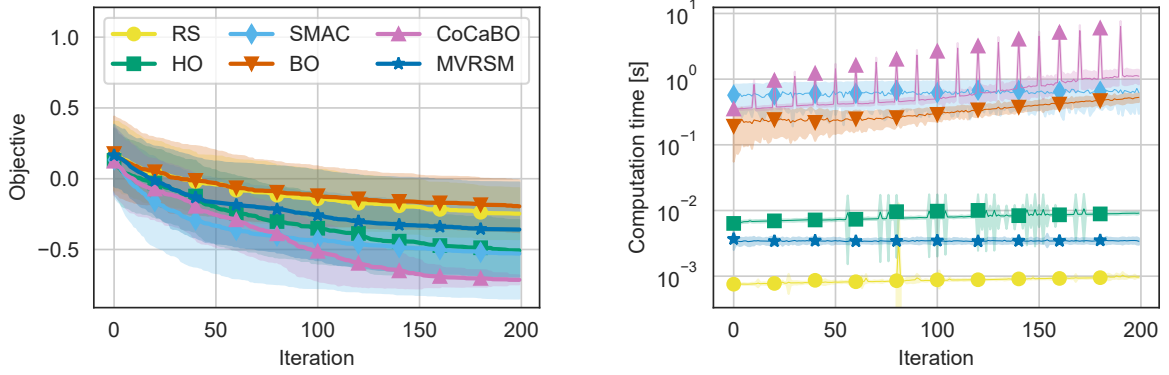 1.0
0.5
0.0
−0.5
Objective
RS
SMAC
CoCaBO
HO
BO
MVRSM
0
50
100
150
200
Iteration
10^1
10^0
10^−1
10^−2
10^−3
Computation time [s]
0
50
100
150
200
Iteration